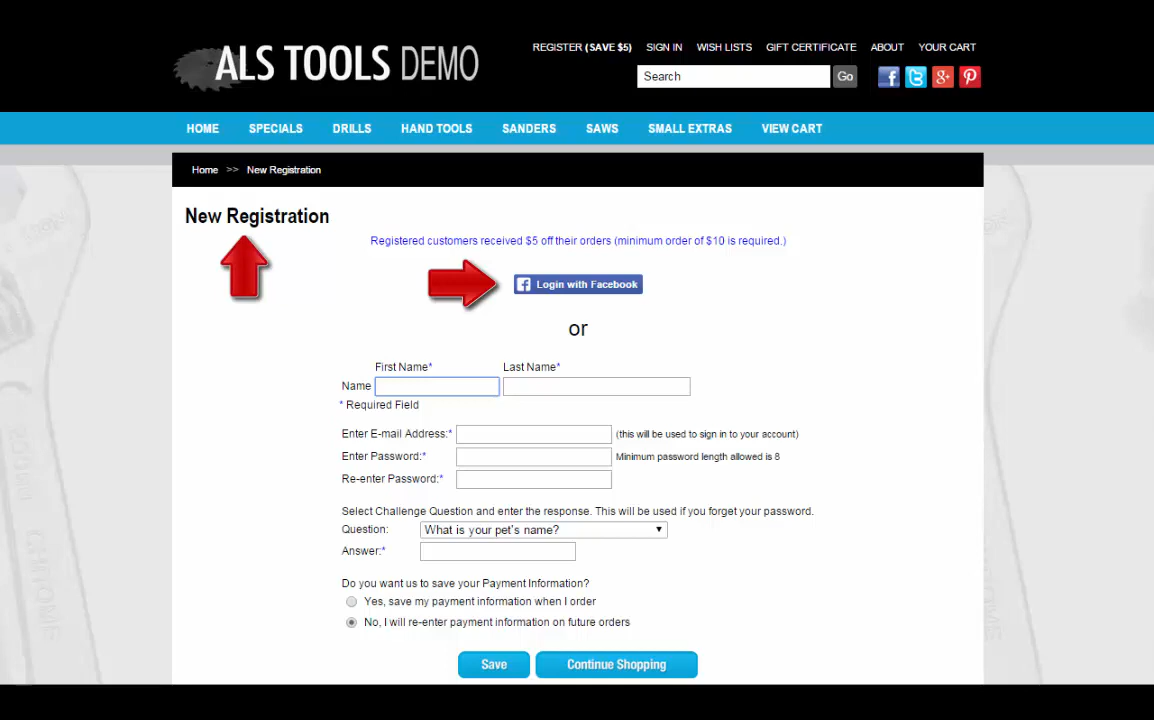 REGISTER (SAVE $5) SIGN IN WISH LISTS GIFT CERTIFICATE ABOUT YOUR CART
ALS TOOLS DEMO
Search Go
HOME SPECIALS DRILLS HAND TOOLS SANDERS SAWS SMALL EXTRAS VIEW CART
Home >> New Registration
New Registration
Registered customers received $5 off their orders (minimum order of $10 is required.)
Login with Facebook
or
First Name* Last Name*
Name
* Required Field
Enter E-mail Address:* (this will be used to sign in to your account)
Enter Password:* Minimum password length allowed is 8
Re-enter Password:*
Select Challenge Question and enter the response. This will be used if you forget your password.
Question: What is your pet's name?
Answer:*
Do you want us to save your Payment Information?
Yes, save my payment information when I order
No, I will re-enter payment information on future orders
Save Continue Shopping